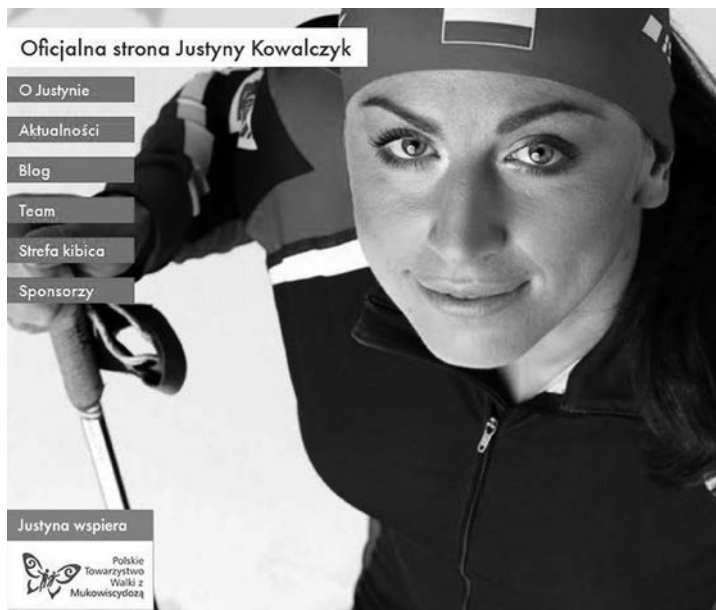 Oficjalna strona Justyny Kowalczyk
O Justynie
Aktualności
Blog
Team
Strefa kibica
Sponsorzy
Justyna wspiera
Polskie
Towarzystwo
Walki z
Mukowiscydozą